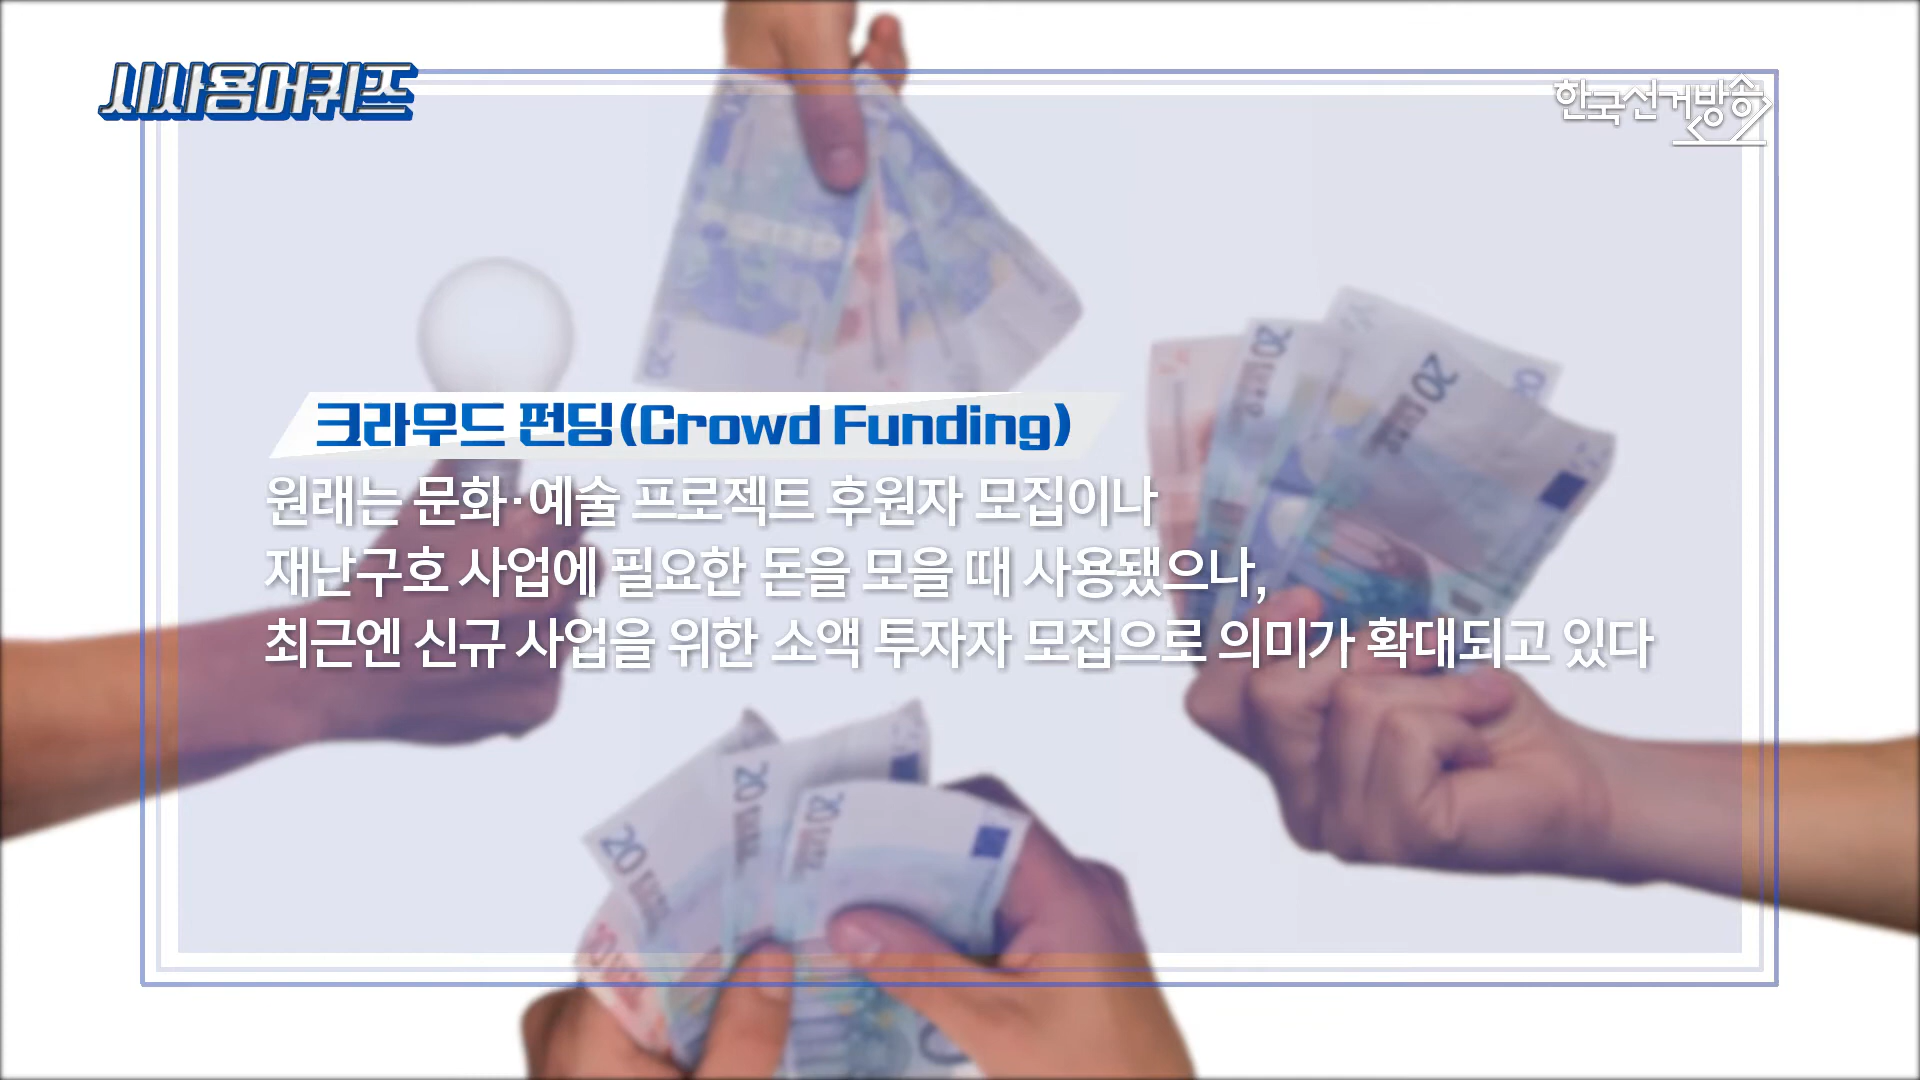 시사용어퀴즈
한국선거방송
크라우드 펀딩(Crowd Funding)
원래는 문화·예술 프로젝트 후원자 모집이나
재난구호 사업에 필요한 돈을 모을 때 사용됐으나,
최근엔 신규 사업을 위한 소액 투자자 모집으로 의미가 확대되고 있다
20
20
20
20